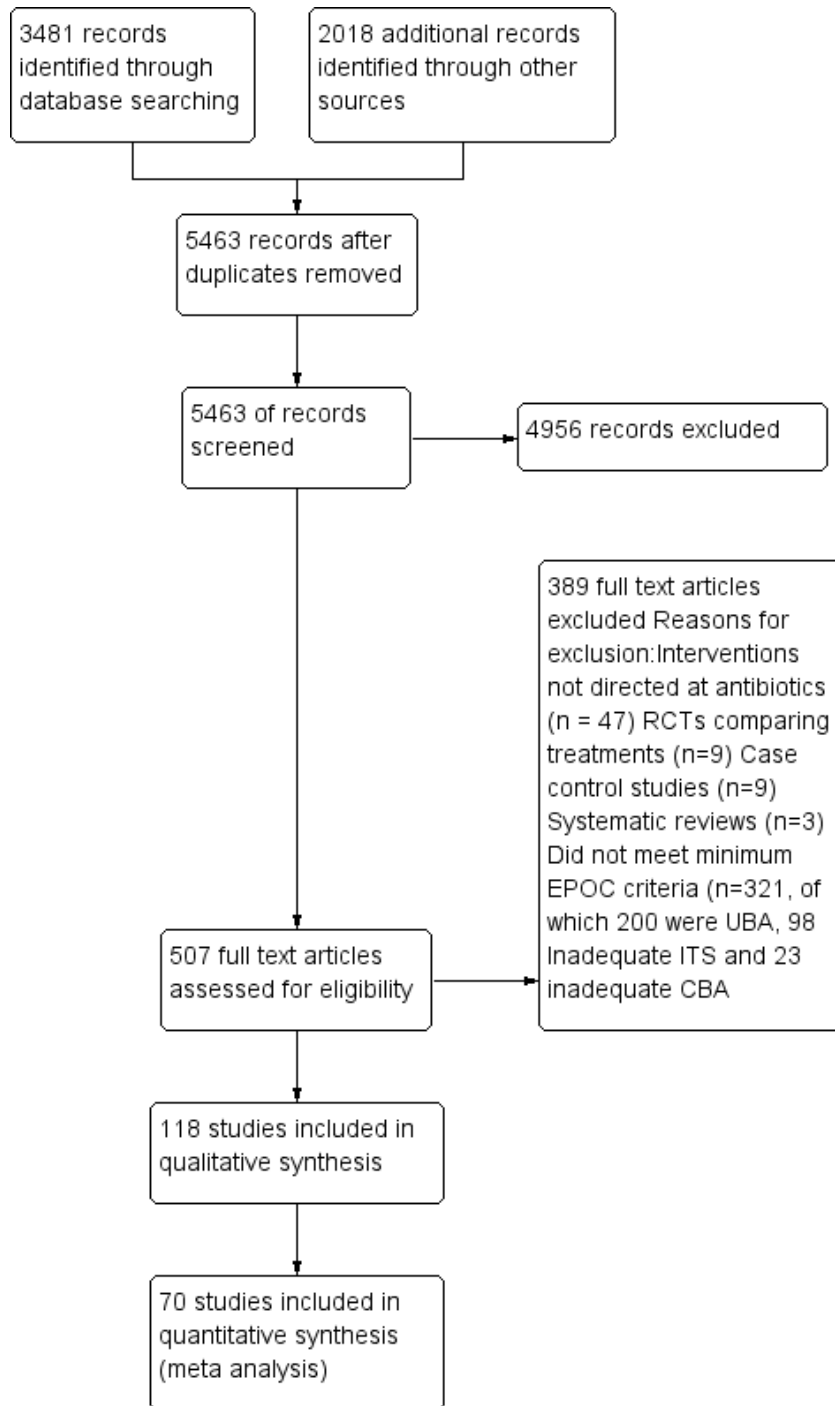 3481 records
identified through
database searching
2018 additional records
identified through other
sources
5463 records after
duplicates removed
5463 of records
screened
4956 records excluded
389 full text articles
excluded Reasons for
exclusion:Interventions
not directed at antibiotics
(n = 47) RCTs comparing
treatments (n=9) Case
control studies (n=9)
Systematic reviews (n=3)
Did not meet minimum
EPOC criteria (n=321, of
which 200 were UBA, 98
Inadequate ITS and 23
inadequate CBA
507 full text articles
assessed for eligibility
118 studies included in
qualitative synthesis
70 studies included in
quantitative synthesis
(meta analysis)